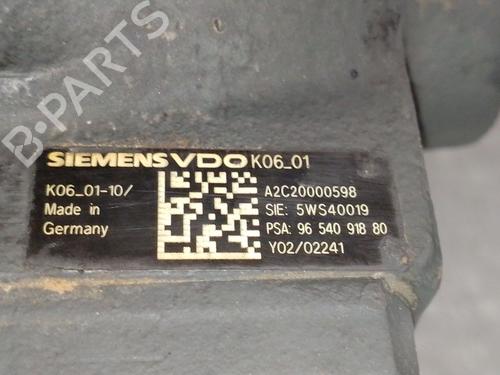 B-PARTS
SIEMENS VDO K06_01
K06_01-10/ A2C20000598
Made in SIE: 5WS40019
Germany PSA: 96 540 918 80
Y02/02241